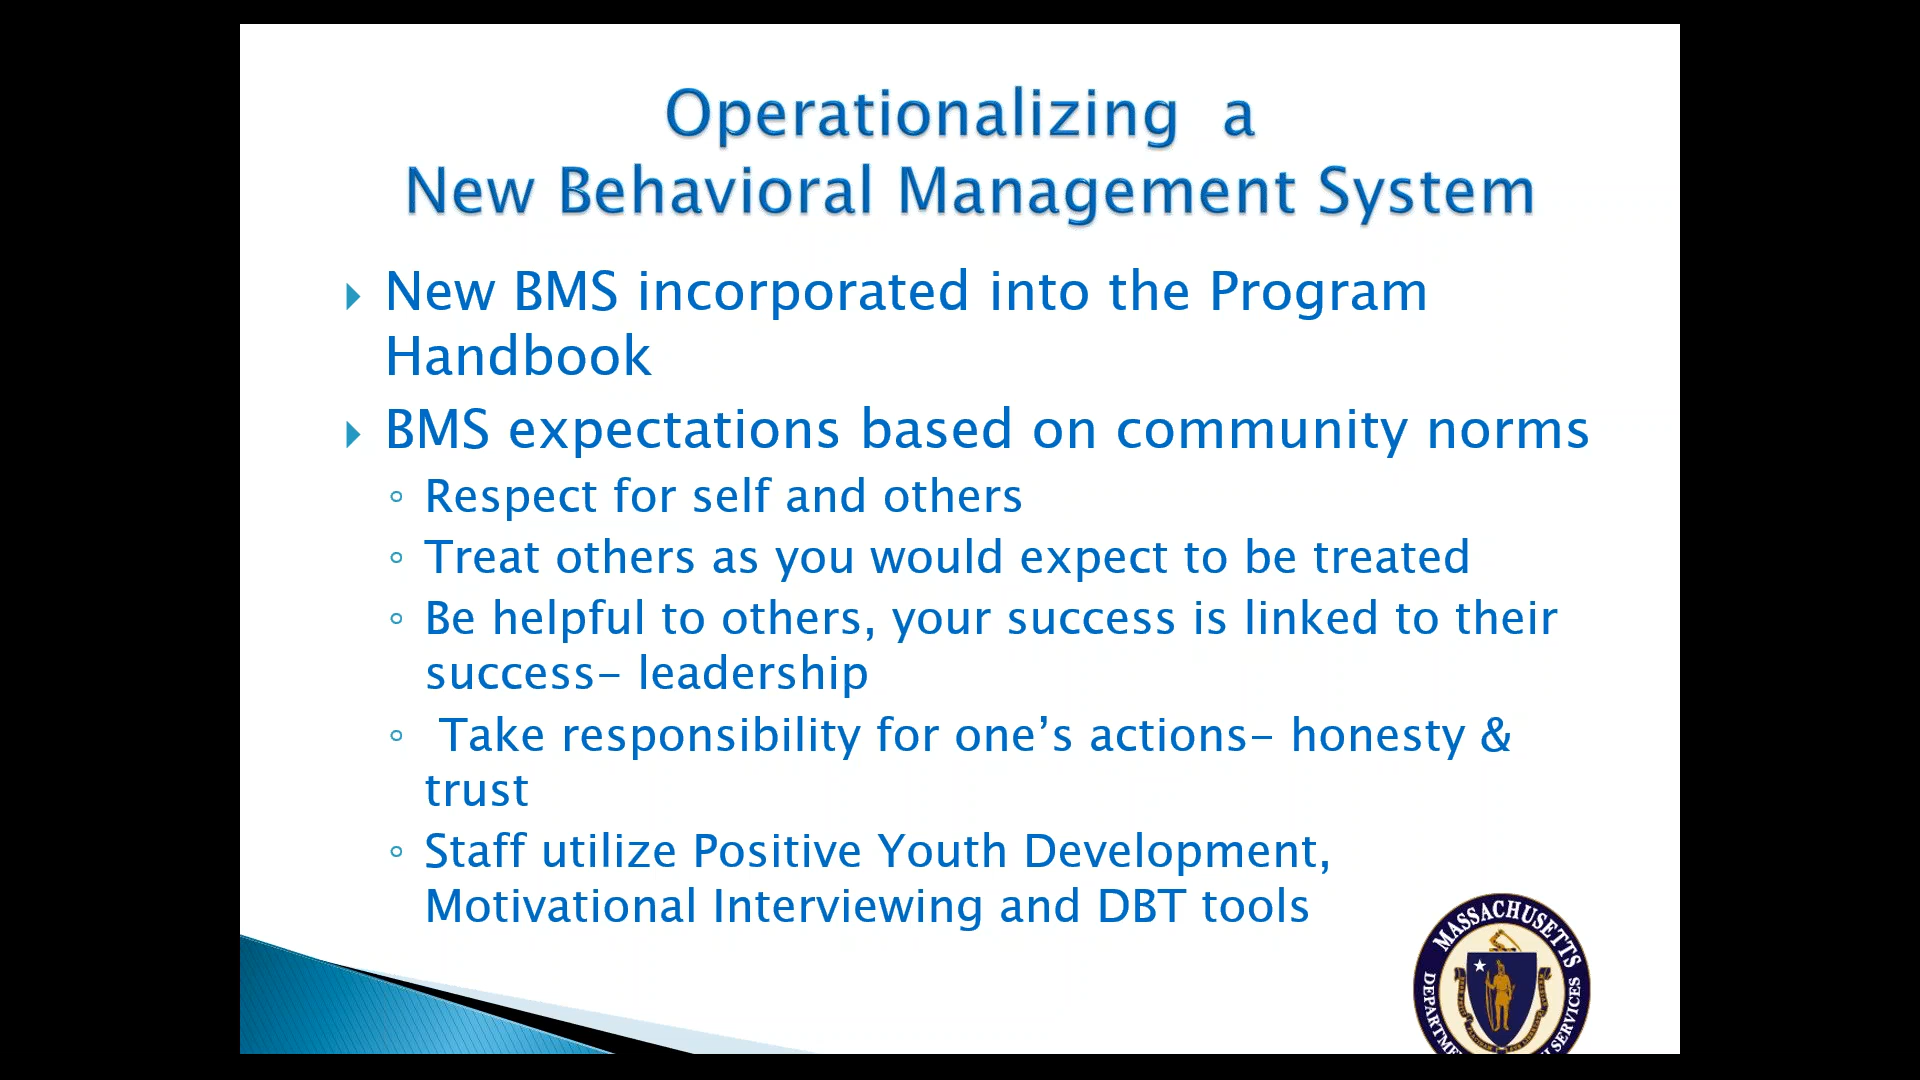 Operationalizing a
New Behavioral Management System
New BMS incorporated into the Program
Handbook
BMS expectations based on community norms
Respect for self and others
Treat others as you would expect to be treated
Be helpful to others, your success is linked to their
success- leadership
Take responsibility for one’s actions- honesty &
trust
Staff utilize Positive Youth Development,
Motivational Interviewing and DBT tools
MASSACHUSETTS
SERVICES